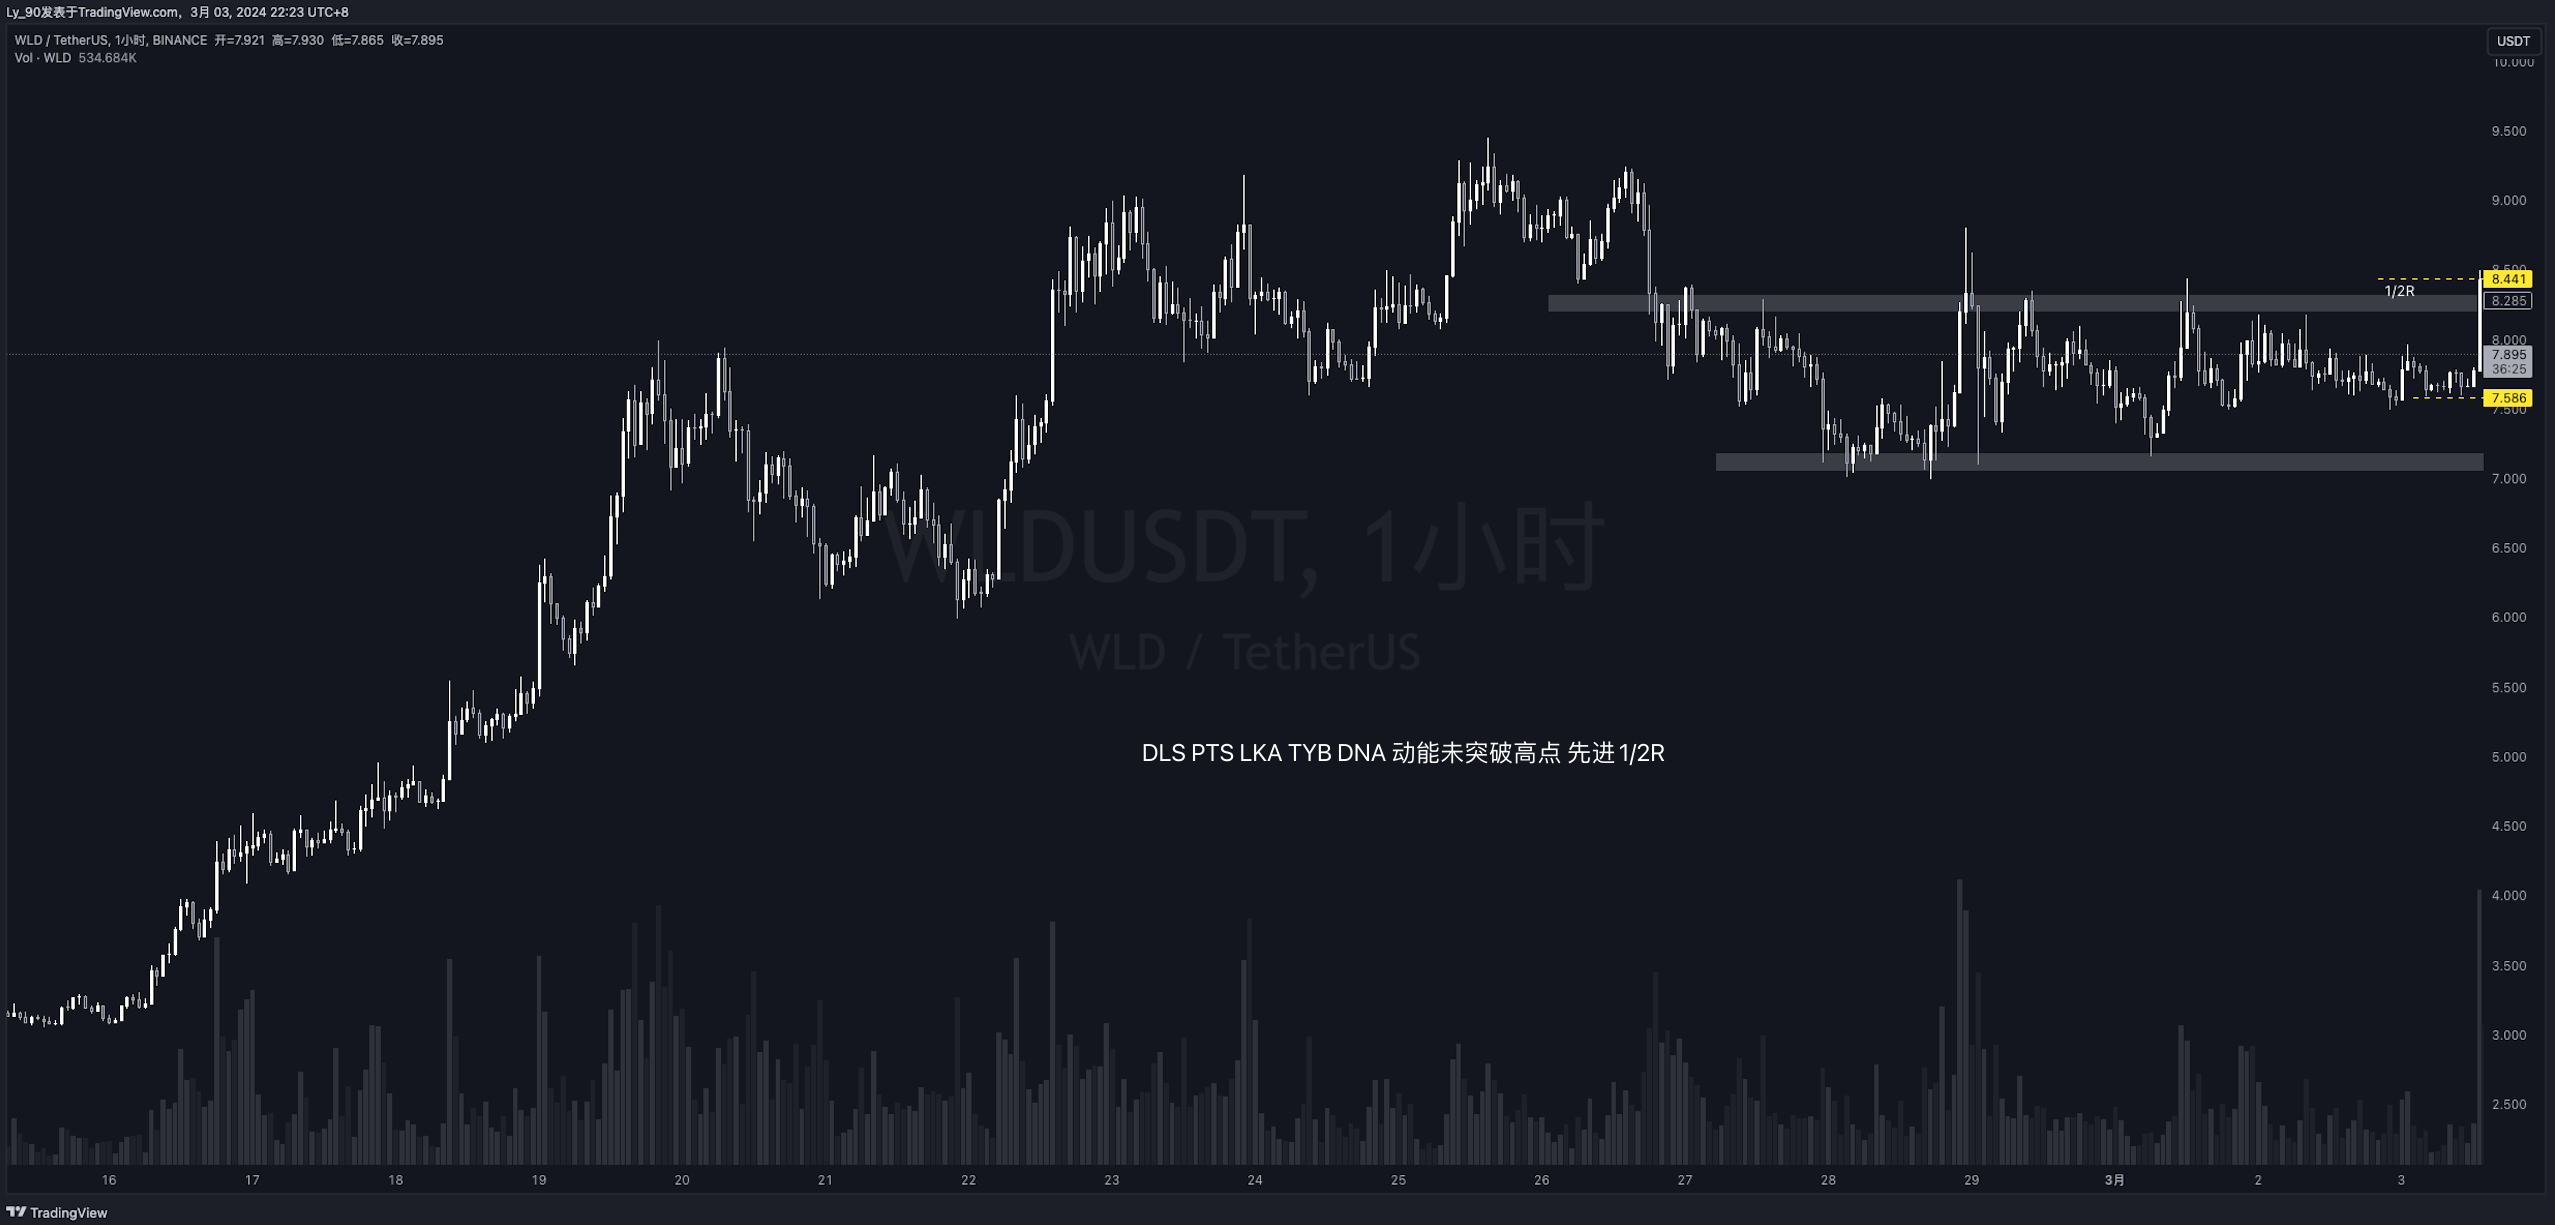 Ly_90发表于TradingView.com, 3月 03, 2024 22:23 UTC+8
WLD / TetherUS, 1小时, BINANCE 开=7.921 高=7.930 低=7.865 收=7.895
Vol · WLD 534.684K
USDT
10.000
9.500
9.000
8.500
8.441
1/2R
8.285
8.000
7.895
36:25
7.586
7.500
7.000
6.500
6.000
5.500
5.000
4.500
4.000
3.500
3.000
2.500
WLDUSDT, 1小时
WLD / TetherUS
DLS PTS LKA TYB DNA 动能未突破高点 先进 1/2R
16 17 18 19 20 21 22 23 24 25 26 27 28 29 3月 2 3
TradingView